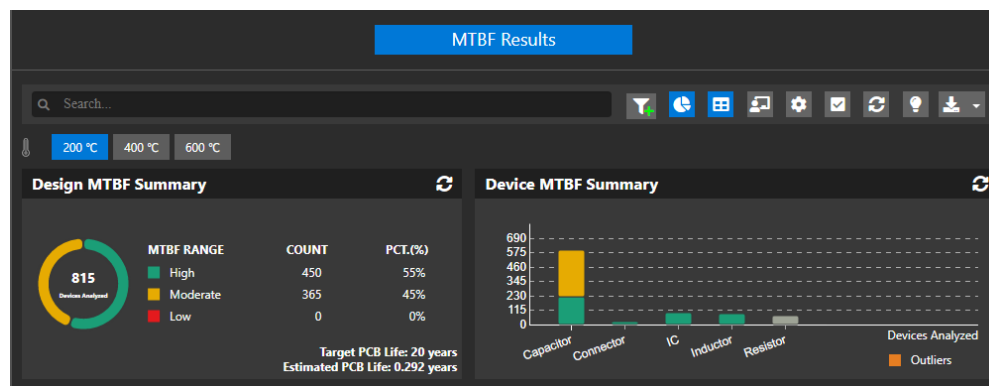 MTBF Results
Search...
200 °C 400 °C 600 °C
Design MTBF Summary
815
Devices Analyzed
MTBF RANGE COUNT PCT.(%)
High 450 55%
Moderate 365 45%
Low 0 0%
Target PCB Life: 20 years
Estimated PCB Life: 0.292 years
Device MTBF Summary
690
575
460
345
230
115
0
Capacitor Connector IC Inductor Resistor
Devices Analyzed
Outliers